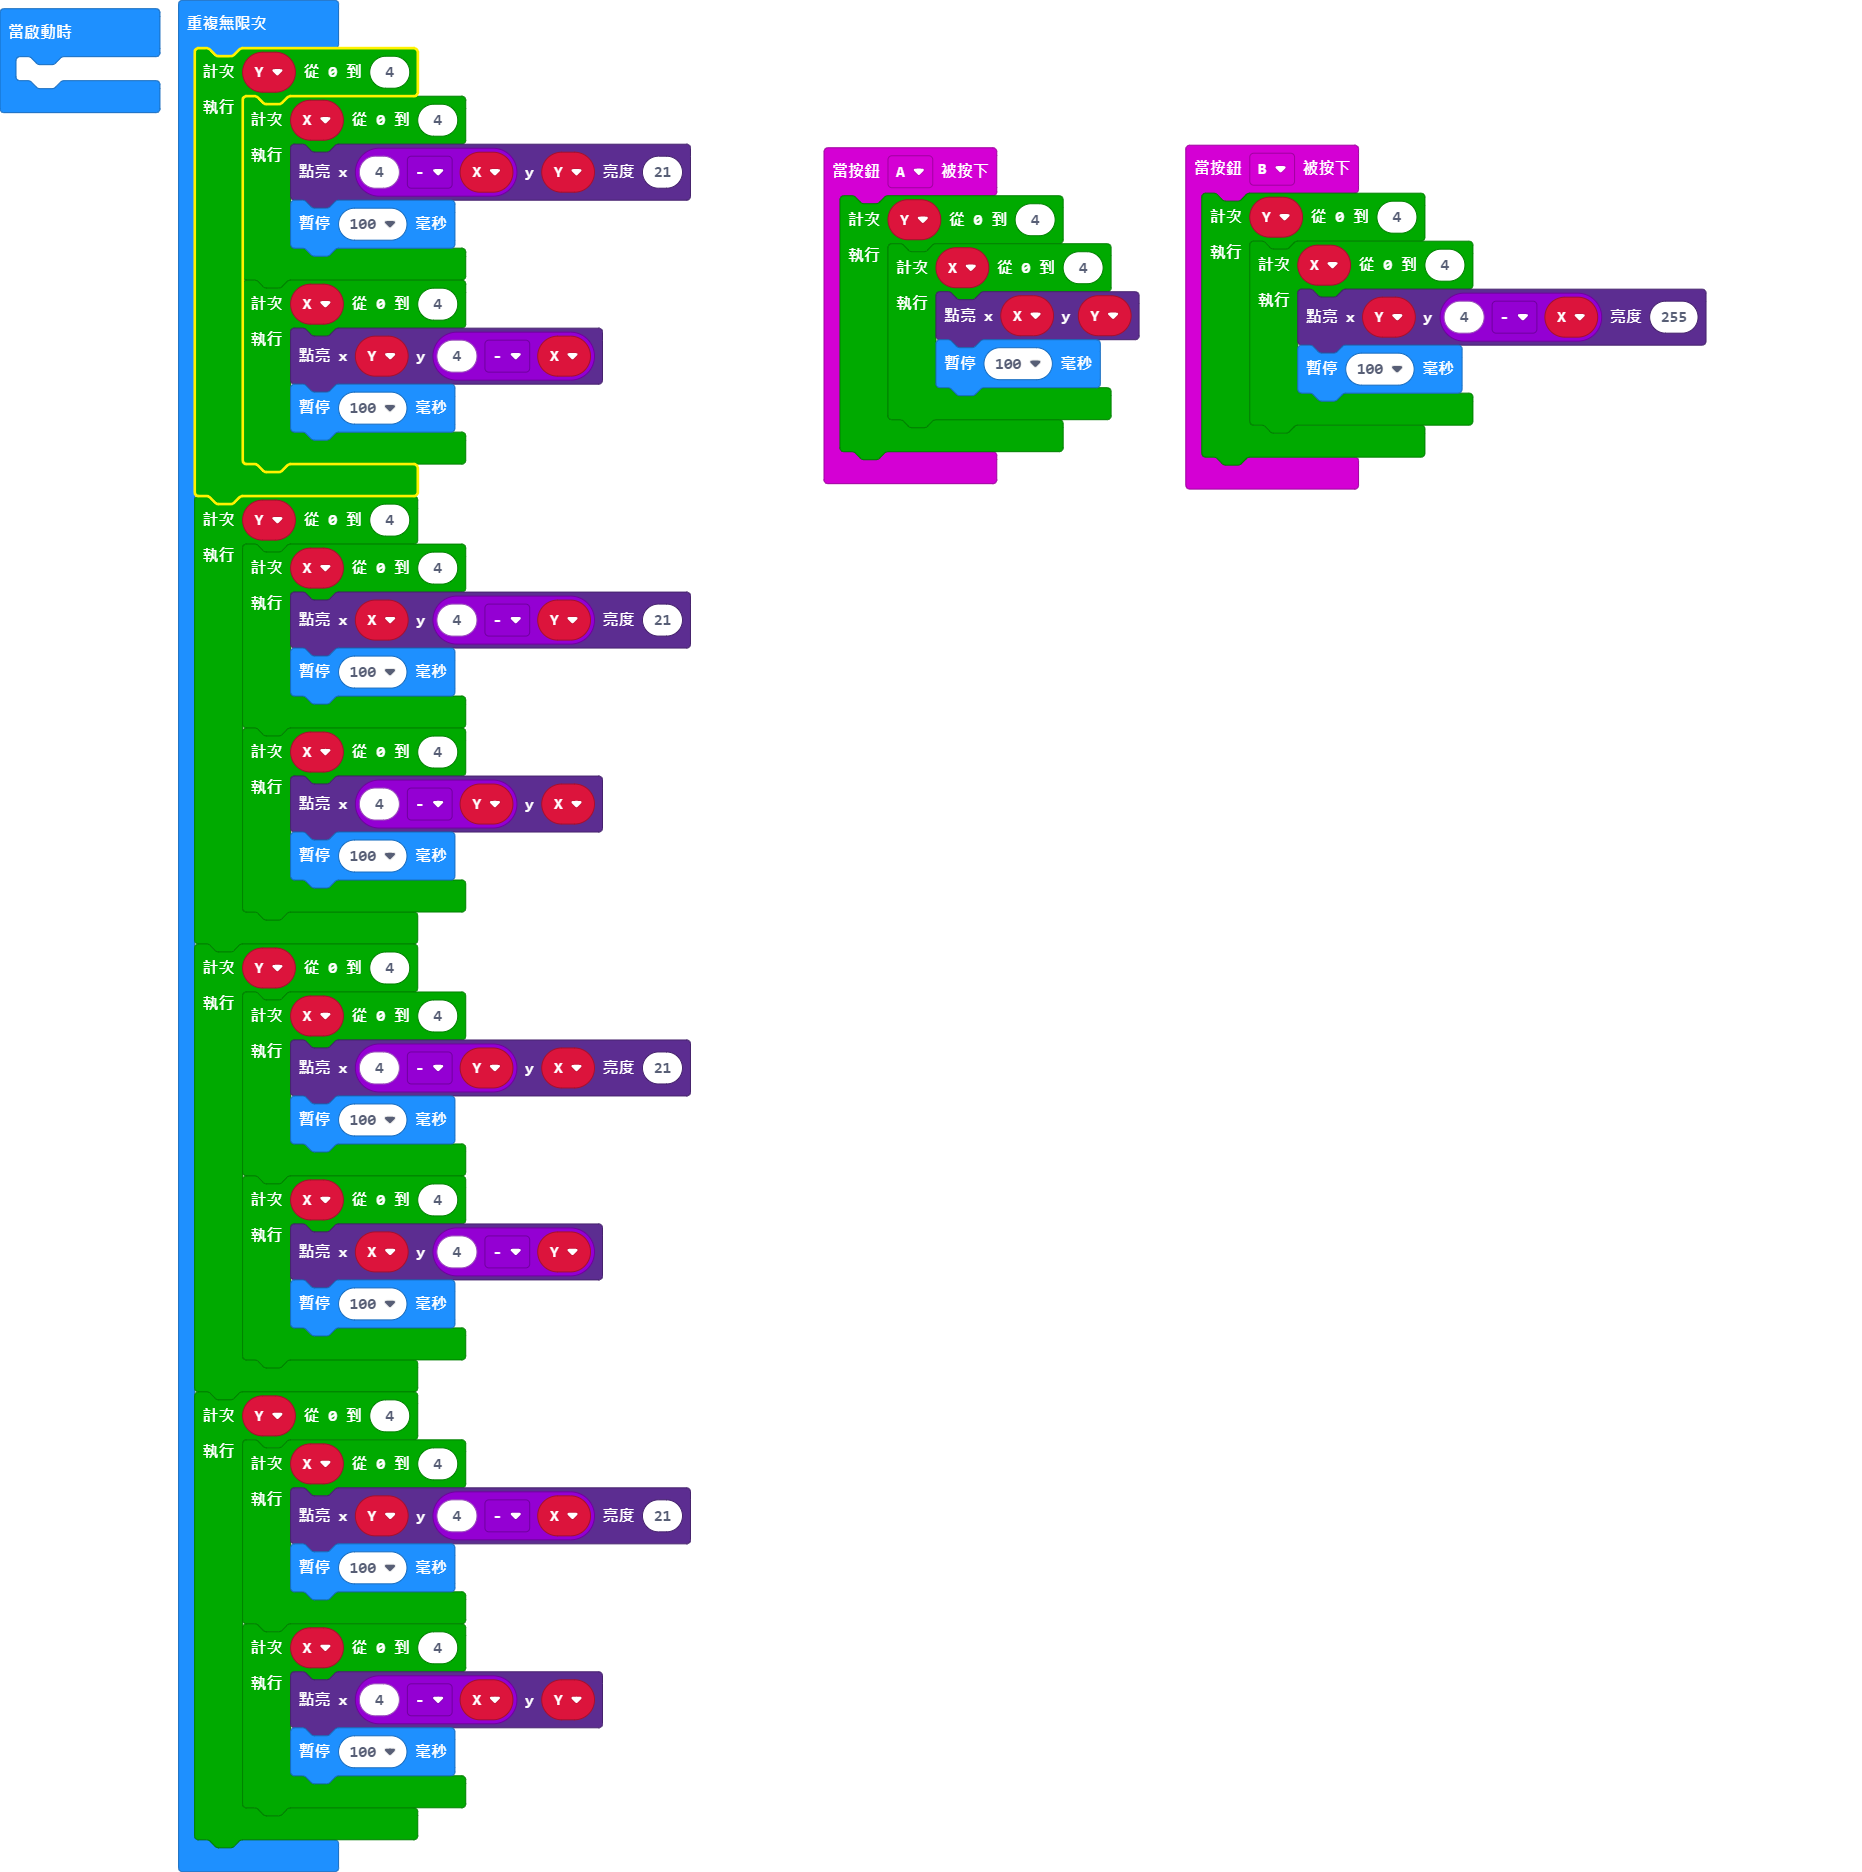 當啟動時
重複無限次
計次 Y 從 0 到 4
執行
計次 X 從 0 到 4
執行
點亮 x 4 - X y Y 亮度 21
暫停 100 毫秒
計次 X 從 0 到 4
執行
點亮 x Y y 4 - X
暫停 100 毫秒
計次 Y 從 0 到 4
執行
計次 X 從 0 到 4
執行
點亮 x X y 4 - Y 亮度 21
暫停 100 毫秒
計次 X 從 0 到 4
執行
點亮 x 4 - Y y X
暫停 100 毫秒
計次 Y 從 0 到 4
執行
計次 X 從 0 到 4
執行
點亮 x 4 - Y y X 亮度 21
暫停 100 毫秒
計次 X 從 0 到 4
執行
點亮 x X y 4 - Y
暫停 100 毫秒
計次 Y 從 0 到 4
執行
計次 X 從 0 到 4
執行
點亮 x Y y 4 - X 亮度 21
暫停 100 毫秒
計次 X 從 0 到 4
執行
點亮 x 4 - X y Y
暫停 100 毫秒
當按鈕 A 被按下
計次 Y 從 0 到 4
執行
計次 X 從 0 到 4
執行
點亮 x X y Y
暫停 100 毫秒
當按鈕 B 被按下
計次 Y 從 0 到 4
執行
計次 X 從 0 到 4
執行
點亮 x Y y 4 - X 亮度 255
暫停 100 毫秒